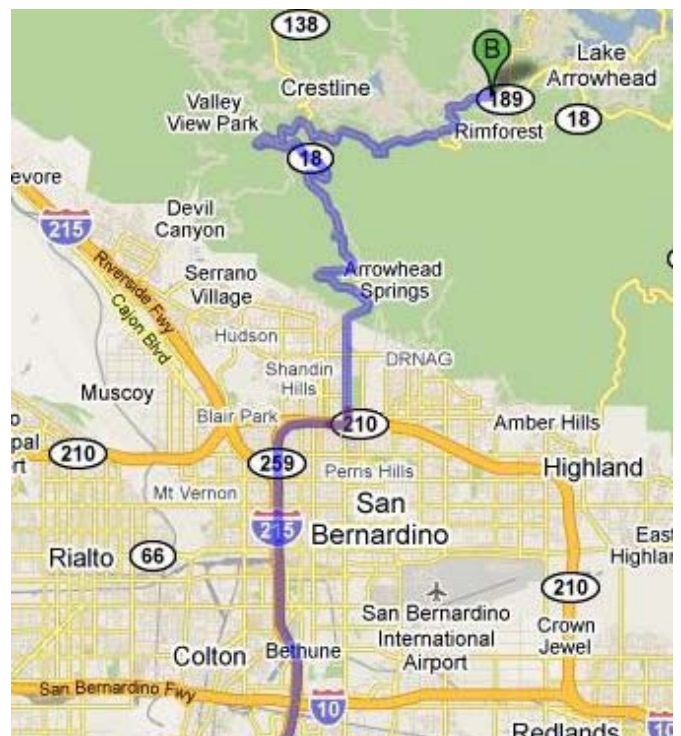 138
B
Lake
Arrowhead
Crestline
189
Valley
View Park
18
Rimforest
18
evore
215
Devil
Canyon
Arrowhead
Springs
Riverside Fwy
Serrano
Village
Cajon Blvd
Hudson
DRNAG
Shandin
Hills
Muscoy
Blair Park
210
Amber Hills
o
pal
rt
210
259
Perris Hills
Highland
Mt Vernon
San
Bernardino
215
East
Highlan
Rialto
66
210
San Bernardino
International
Airport
Crown
Jewel
Colton
Bethune
San Bernardino Fwy
10
10
Redlands